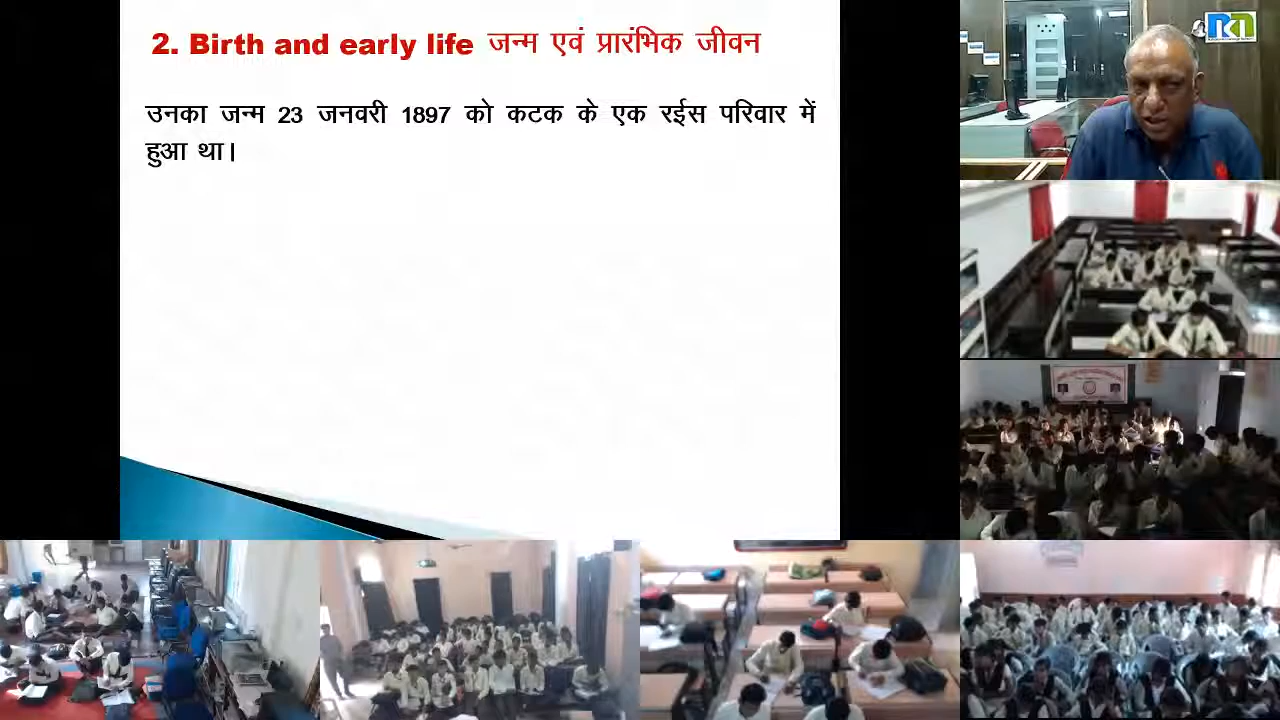 2. Birth and early life जन्म एवं प्रारंभिक जीवन
उनका जन्म 23 जनवरी 1897 को कटक के एक रईस परिवार में
हुआ था।